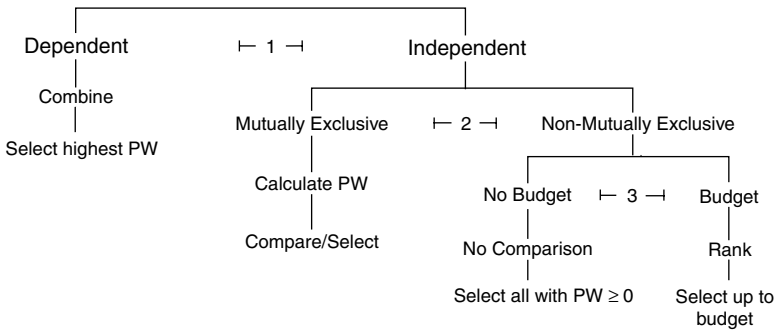 Dependent
1
Independent
Combine
Select highest PW
Mutually Exclusive
2
Non-Mutually Exclusive
Calculate PW
Compare/Select
No Budget
3
Budget
No Comparison
Rank
Select all with PW ≥ 0
Select up to
budget